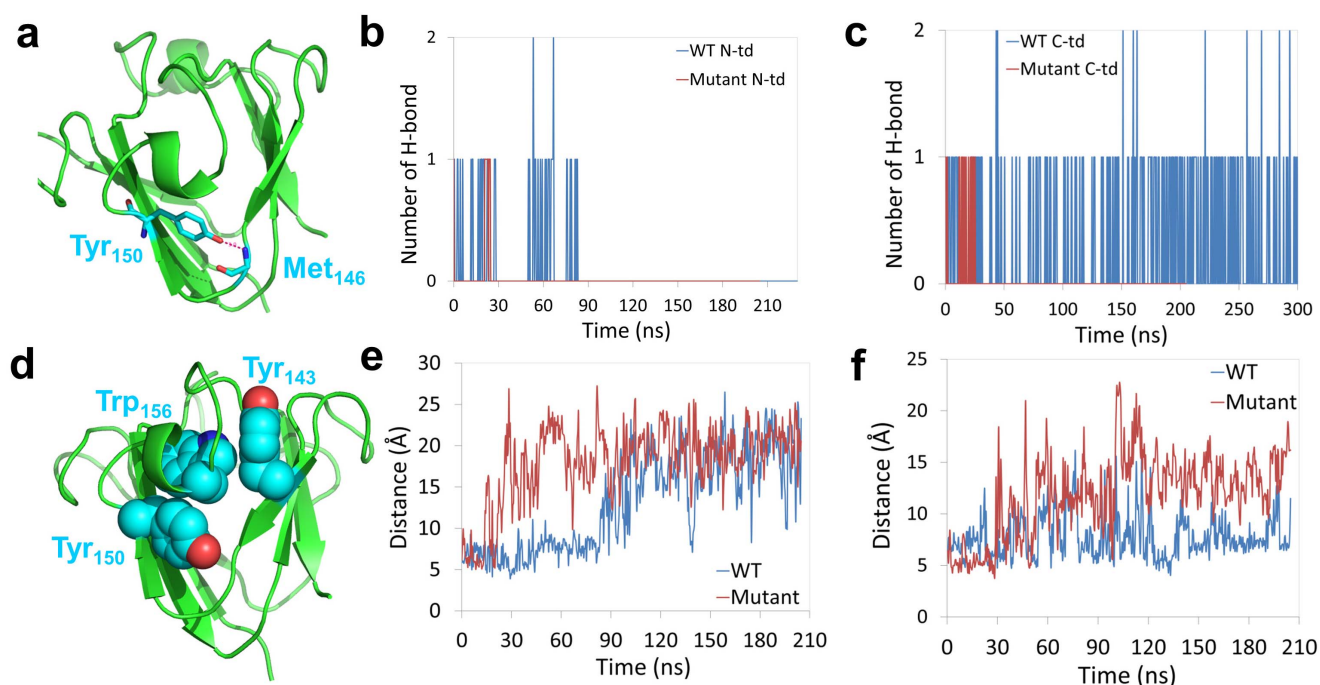 a
Tyr150
Met146
b
2
1
0
Number of H-bond
WT N-td
Mutant N-td
0 30 60 90 120 150 180 210
Time (ns)
c
2
1
0
Number of H-bond
WT C-td
Mutant C-td
0 50 100 150 200 250 300
Time (ns)
d
Tyr143
Trp156
Tyr150
e
30
25
20
15
10
5
0
Distance (Å)
WT
Mutant
0 30 60 90 120 150 180 210
Time (ns)
f
25
20
15
10
5
0
Distance (Å)
WT
Mutant
0 30 60 90 120 150 180 210
Time (ns)